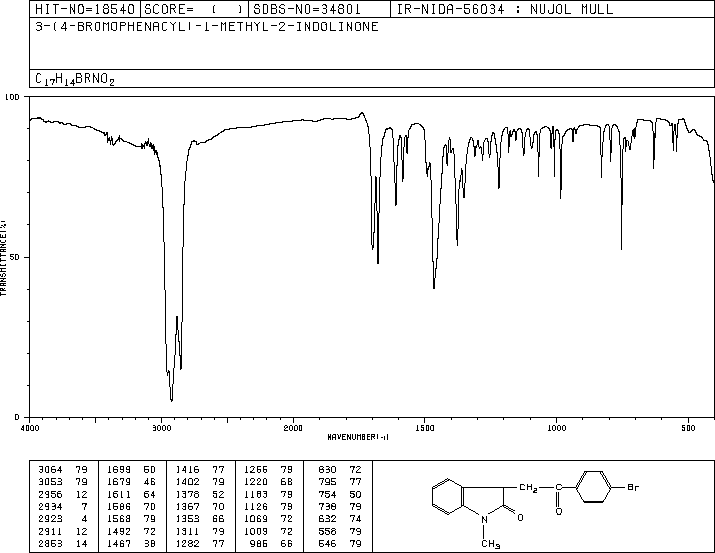 HIT-NO=18540 SCORE= ( ) SDBS-NO=34801 IR-NIDA-56034 : NUJOL MULL
3-(4-BROMOPHENACYL)-1-METHYL-2-INDOLINONE
C17H14BRNO2
100
50
0
TRANSMITTANCE(%)
4000 3000 2000 1500 1000 500
WAVENUMBER(-1)
3064 79 1699 50 1416 77 1266 79 830 72
3053 79 1679 46 1402 79 1220 68 795 77
2956 12 1611 64 1378 52 1183 79 754 50
2934 7 1586 70 1367 70 1126 79 738 79
2923 4 1568 79 1353 66 1069 72 632 74
2911 12 1492 72 1311 79 1009 72 558 79
2853 14 1467 38 1282 77 986 66 546 79
CH2 C Br
O O
N
CH3